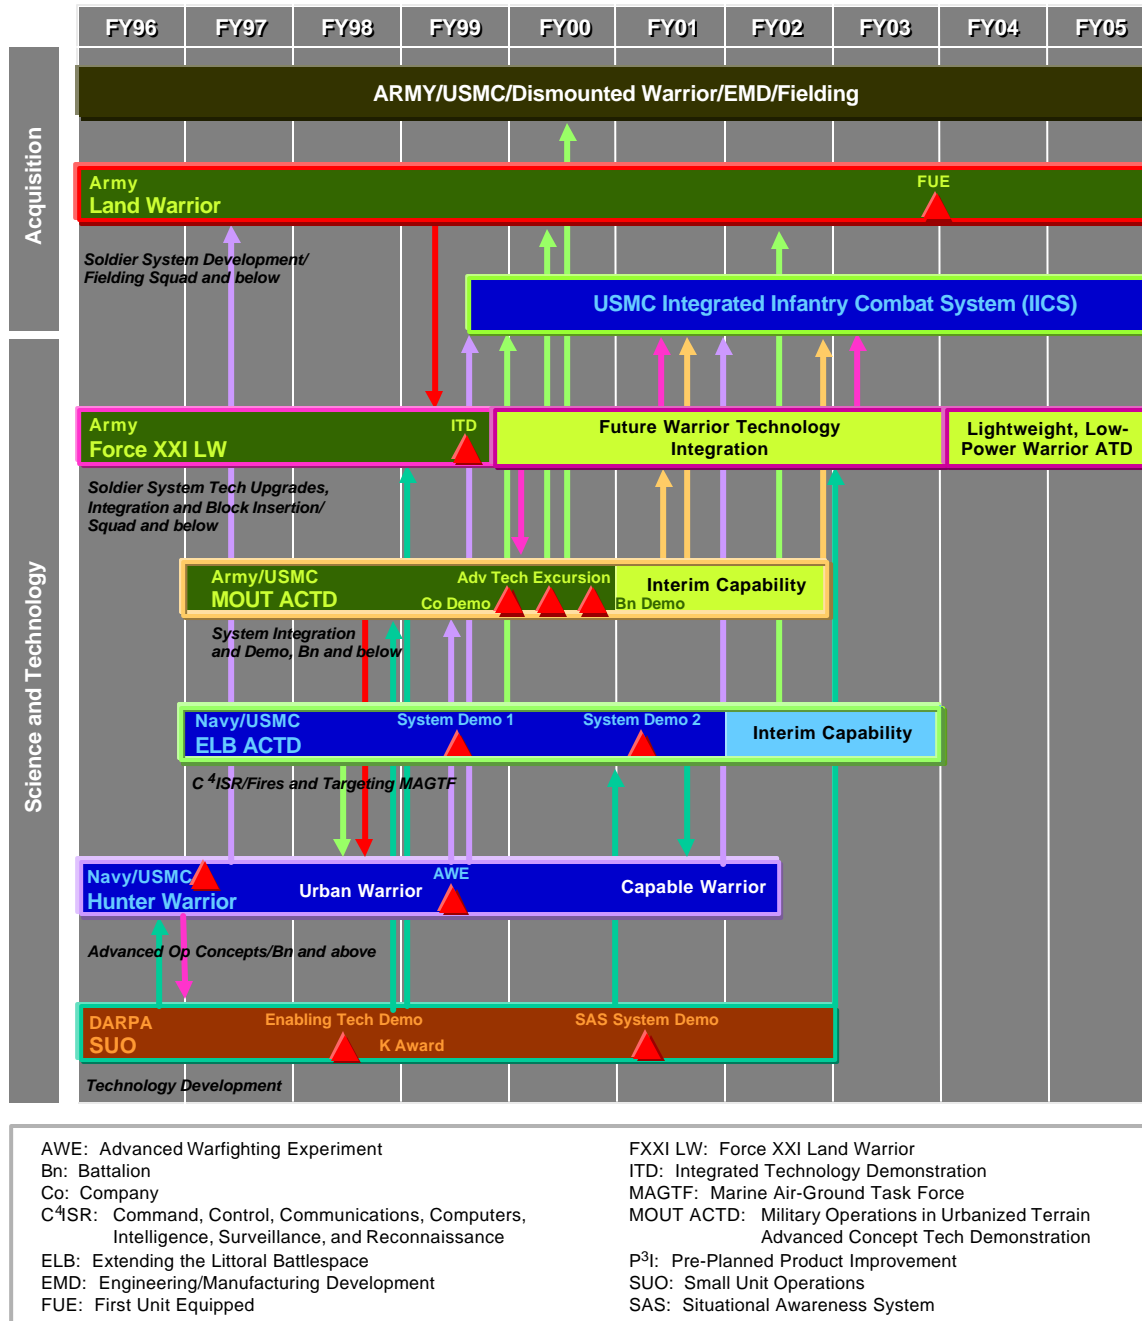 FY96 FY97 FY98 FY99 FY00 FY01 FY02 FY03 FY04 FY05
Acquisition
ARMY/USMC/Dismounted Warrior/EMD/Fielding
Army
Land Warrior
FUE
Soldier System Development/
Fielding Squad and below
USMC Integrated Infantry Combat System (IICS)
Science and Technology
Army
Force XXI LW
ITD
Future Warrior Technology
Integration
Lightweight, Low-
Power Warrior ATD
Soldier System Tech Upgrades,
Integration and Block Insertion/
Squad and below
Army/USMC
MOUT ACTD
Adv Tech Excursion
Co Demo
Bn Demo
Interim Capability
System Integration
and Demo, Bn and below
Navy/USMC
ELB ACTD
System Demo 1
System Demo 2
Interim Capability
C 4ISR/Fires and Targeting MAGTF
Navy/USMC
Hunter Warrior
Urban Warrior
AWE
Capable Warrior
Advanced Op Concepts/Bn and above
DARPA
SUO
Enabling Tech Demo
K Award
SAS System Demo
Technology Development
AWE: Advanced Warfighting Experiment
Bn: Battalion
Co: Company
C4ISR: Command, Control, Communications, Computers,
Intelligence, Surveillance, and Reconnaissance
ELB: Extending the Littoral Battlespace
EMD: Engineering/Manufacturing Development
FUE: First Unit Equipped
FXXI LW: Force XXI Land Warrior
ITD: Integrated Technology Demonstration
MAGTF: Marine Air-Ground Task Force
MOUT ACTD: Military Operations in Urbanized Terrain
Advanced Concept Tech Demonstration
P3I: Pre-Planned Product Improvement
SUO: Small Unit Operations
SAS: Situational Awareness System